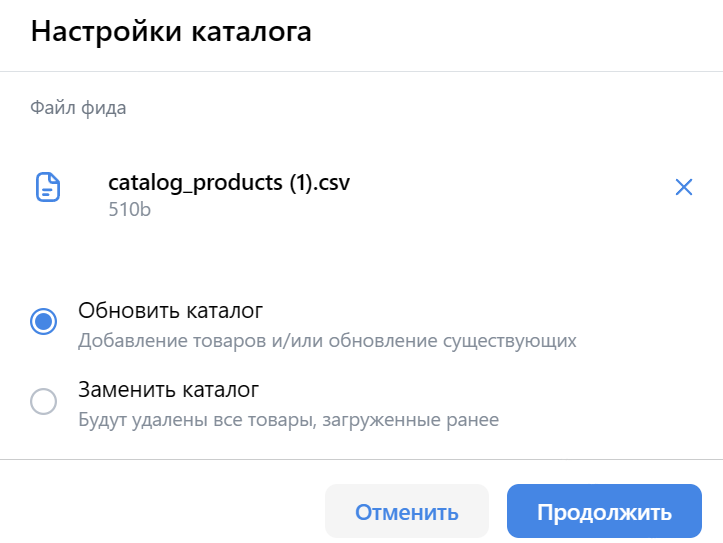 Настройки каталога
Файл фида
catalog_products (1).csv
510b
Обновить каталог
Добавление товаров и/или обновление существующих
Заменить каталог
Будут удалены все товары, загруженные ранее
Отменить
Продолжить